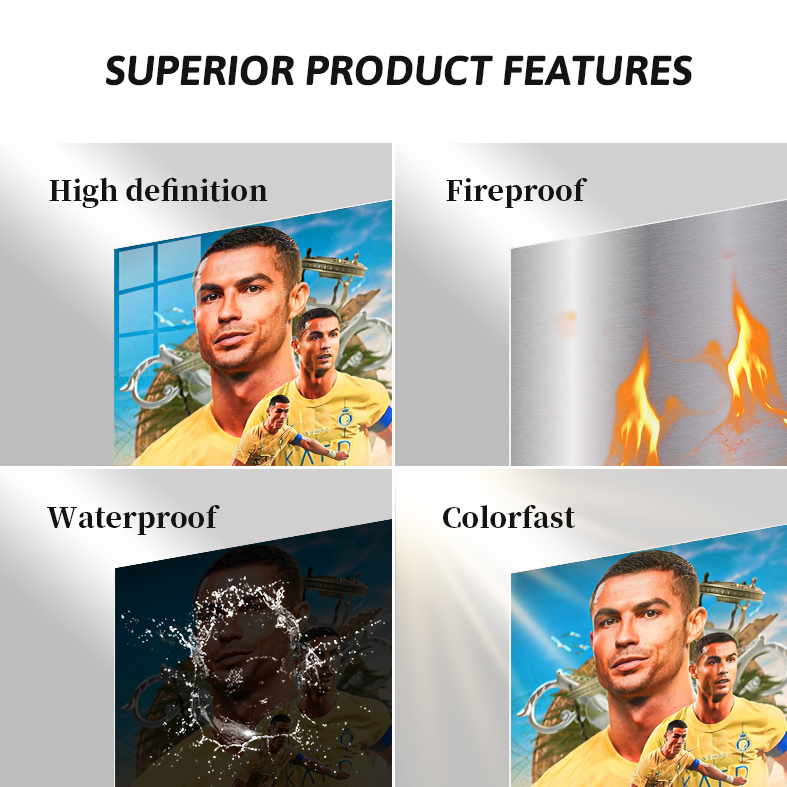 SUPERIOR PRODUCT FEATURES
High definition
Fireproof
Waterproof
Colorfast